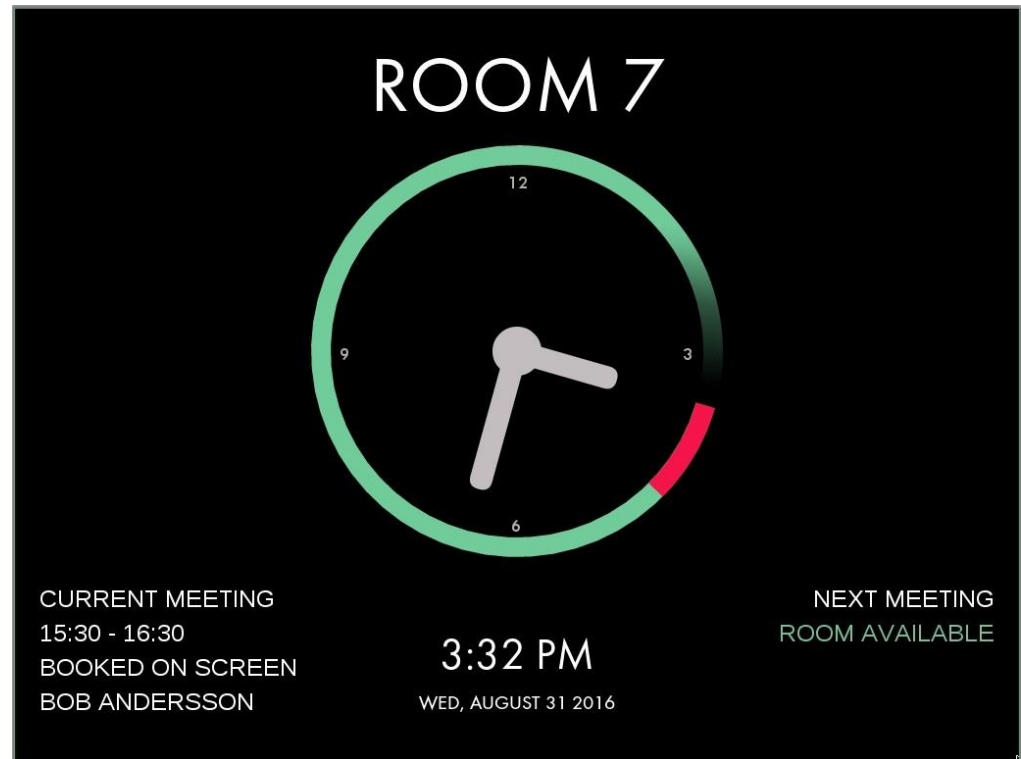 ROOM 7
12
9
3
6
CURRENT MEETING
15:30 - 16:30
BOOKED ON SCREEN
BOB ANDERSSON
3:32 PM
WED, AUGUST 31 2016
NEXT MEETING
ROOM AVAILABLE